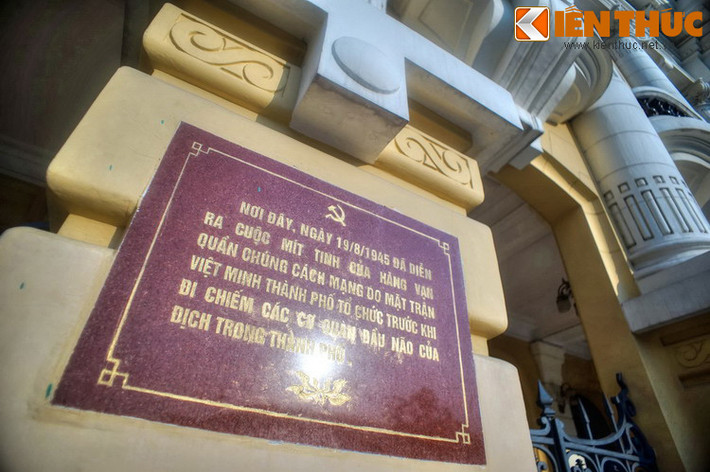 KIẾN THỨC
www.kienthuc.net.vn
NƠI ĐÂY, NGÀY 19/8/1945 ĐÃ DIỄN
RA CUỘC MÍT TINH CỦA HÀNG VẠN
QUẦN CHÚNG CÁCH MẠNG DO MẶT TRẬN
VIỆT MINH THÀNH PHỐ TỔ CHỨC TRƯỚC KHI
ĐI CHIẾM CÁC CƠ QUAN ĐẦU NÃO CỦA
ĐỊCH TRONG THÀNH PHỐ.